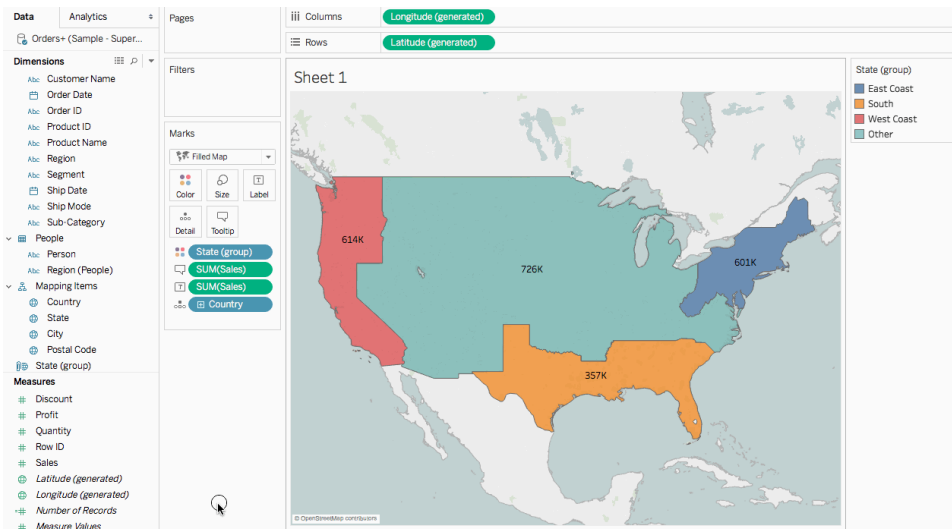 Data
Analytics
Orders+ (Sample - Super...
Dimensions
Abc Customer Name
Order Date
Abc Order ID
Abc Product ID
Abc Product Name
Abc Region
Abc Segment
Ship Date
Abc Ship Mode
Abc Sub-Category
People
Abc Person
Abc Region (People)
Mapping Items
Country
State
City
Postal Code
State (group)
Measures
# Discount
# Profit
# Quantity
# Row ID
# Sales
Latitude (generated)
Longitude (generated)
Number of Records
# Measure Values
Pages
Filters
Marks
Filled Map
Color Size Label
Detail Tooltip
State (group)
SUM(Sales)
SUM(Sales)
Country
Columns Longitude (generated)
Rows Latitude (generated)
Sheet 1
614K
726K
601K
357K
© OpenStreetMap contributors
State (group)
East Coast
South
West Coast
Other